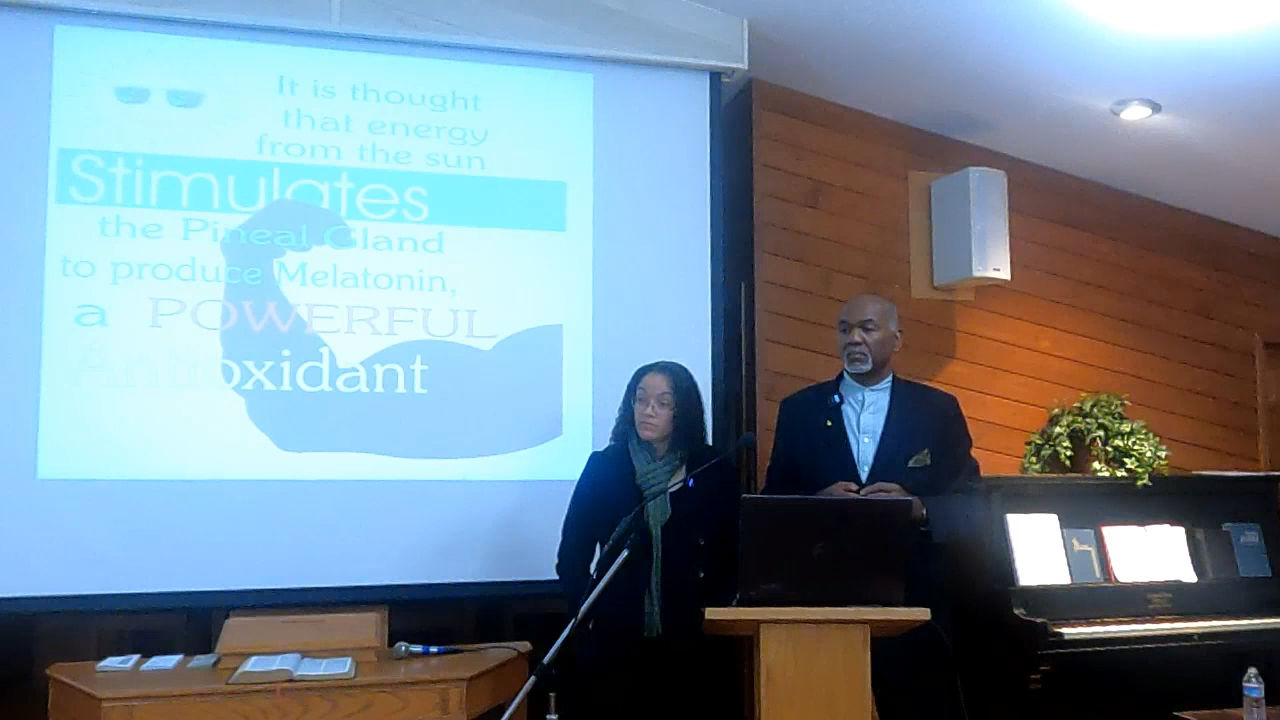 It is thought
that energy
from the sun
Stimulates
the Pineal Gland
to produce Melatonin,
a POWERFUL
Antioxidant